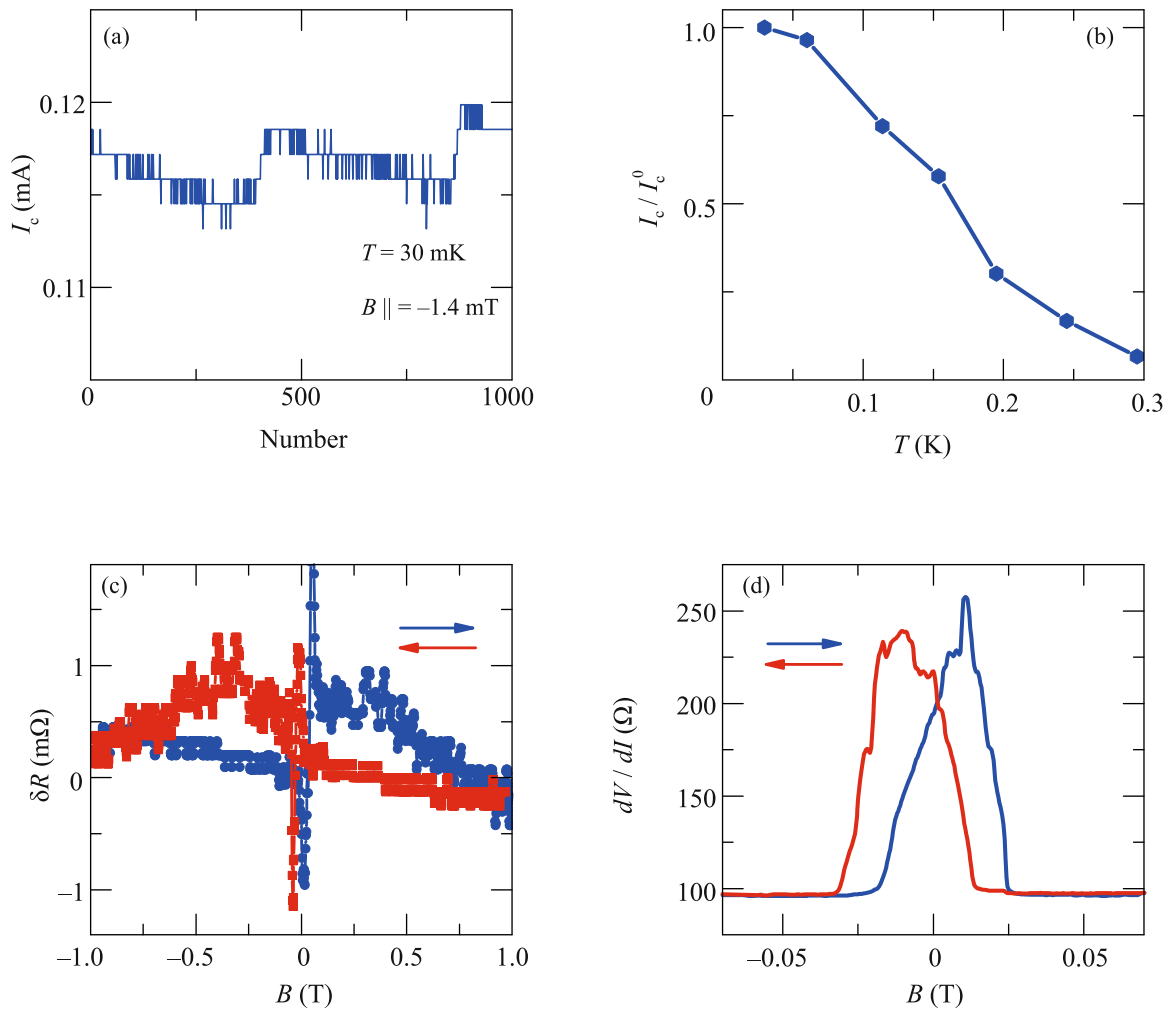 (a)
0.12
0.11
I_c (mA)
T = 30 mK
B || = –1.4 mT
0
500
1000
Number
(b)
1.0
0.5
0
I_c / I_c^0
0.1
0.2
0.3
T (K)
(c)
1
0
–1
δR (mΩ)
–1.0
–0.5
0
0.5
1.0
B (T)
(d)
250
200
150
100
dV / dI (Ω)
–0.05
0
0.05
B (T)